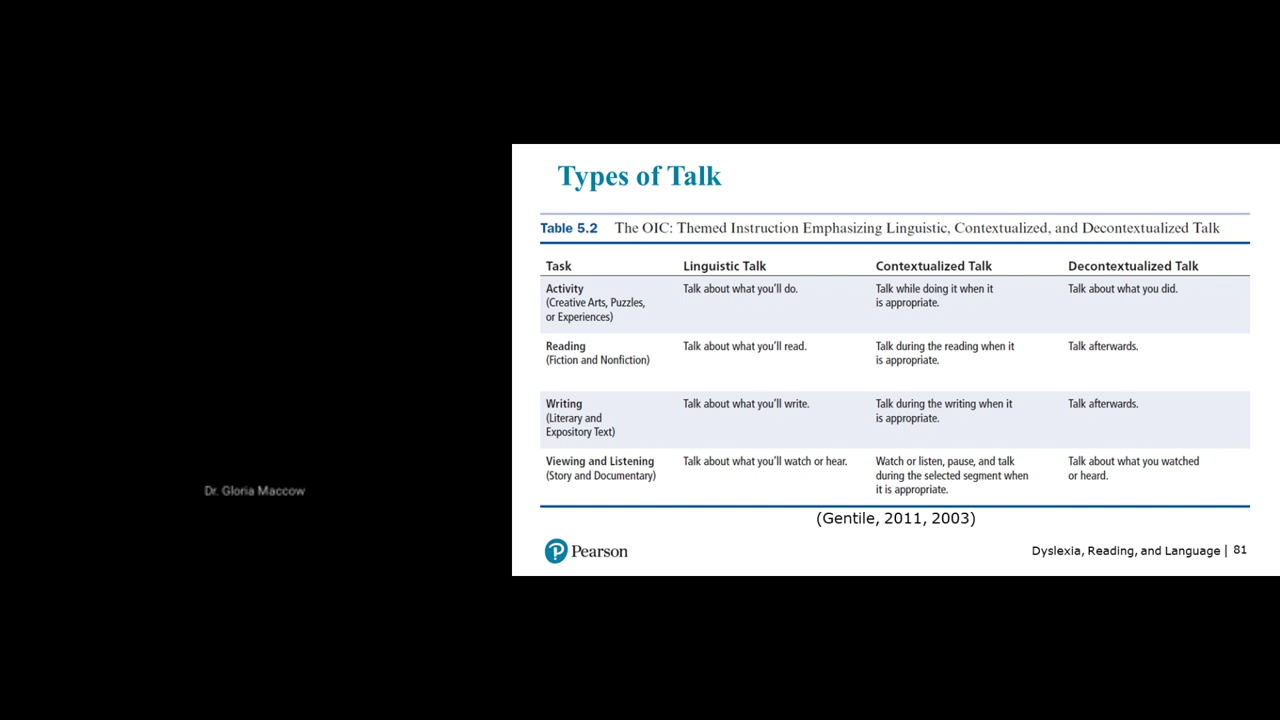 Types of Talk
Table 5.2 The OIC: Themed Instruction Emphasizing Linguistic, Contextualized, and Decontextualized Talk
Task Linguistic Talk Contextualized Talk Decontextualized Talk
Activity Talk about what you'll do. Talk while doing it when it Talk about what you did.
(Creative Arts, Puzzles, is appropriate.
or Experiences)
Reading Talk about what you'll read. Talk during the reading when it Talk afterwards.
(Fiction and Nonfiction) is appropriate.
Writing Talk about what you'll write. Talk during the writing when it Talk afterwards.
(Literary and is appropriate.
Expository Text)
Viewing and Listening Talk about what you'll watch or hear. Watch or listen, pause, and talk Talk about what you watched
(Story and Documentary) during the selected segment when or heard.
it is appropriate.
Dr. Gloria Maccow
(Gentile, 2011, 2003)
Pearson
Dyslexia, Reading, and Language | 81